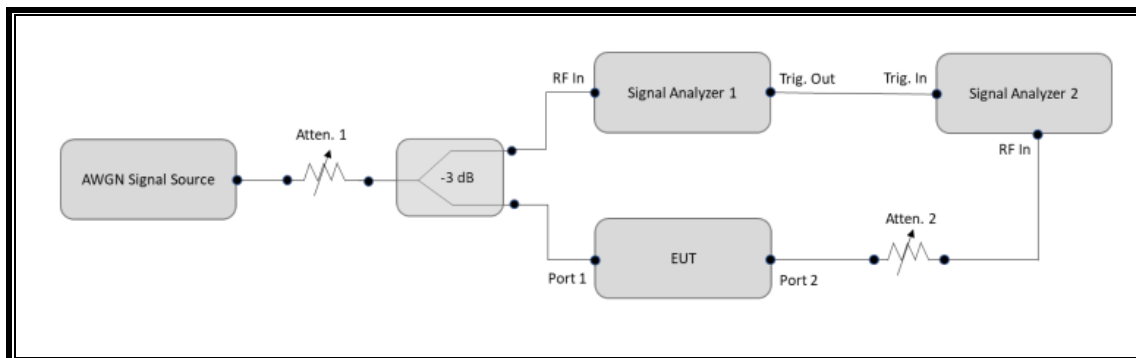 RF In
Signal Analyzer 1
Trig. Out
Trig. In
Signal Analyzer 2
RF In
Atten. 1
AWGN Signal Source
-3 dB
Atten. 2
Port 1
EUT
Port 2